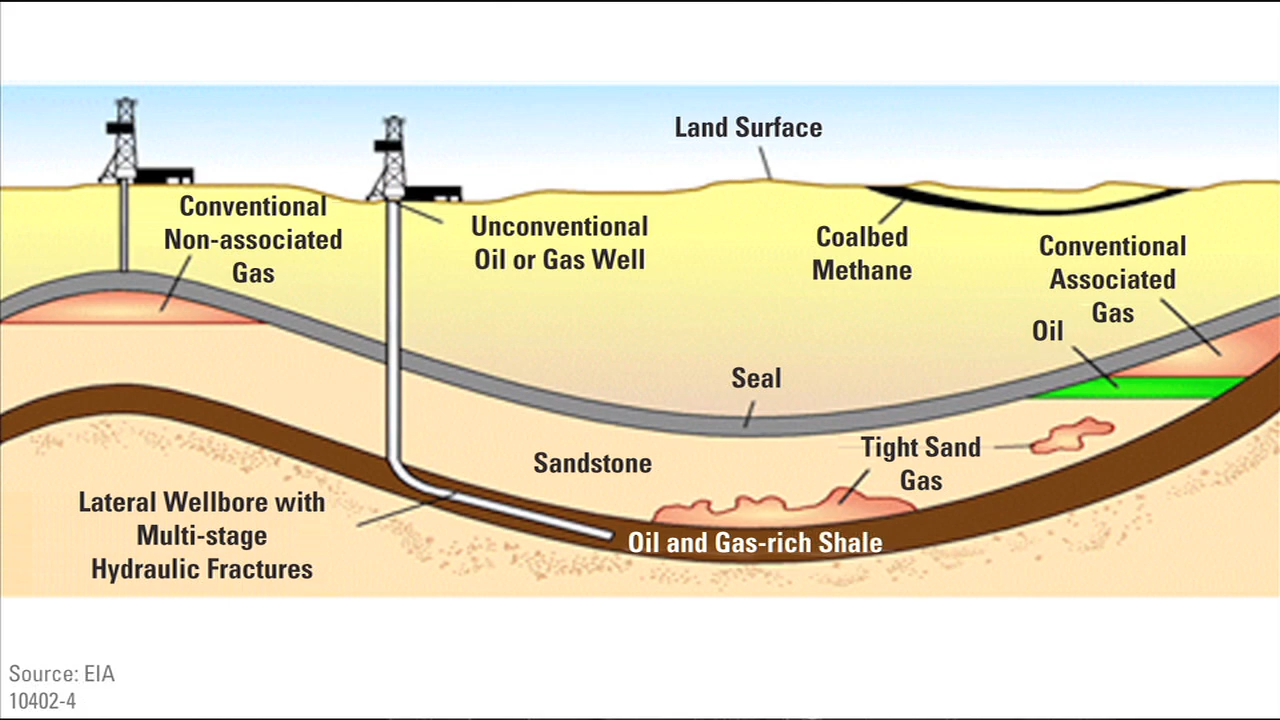 Land Surface
Conventional
Non-associated
Gas
Unconventional
Oil or Gas Well
Coalbed
Methane
Conventional
Associated
Gas
Oil
Seal
Tight Sand
Gas
Sandstone
Lateral Wellbore with
Multi-stage
Hydraulic Fractures
Oil and Gas-rich Shale
Source: EIA
10402-4